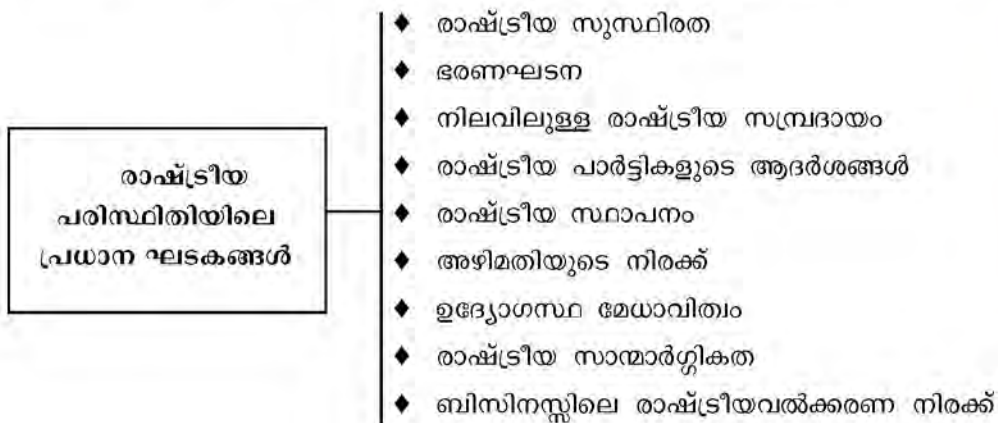 രാഷ്ട്രീയ
പരിസ്ഥിതിയിലെ
പ്രധാന ഘടകങ്ങൾ
♦ രാഷ്ട്രീയ സുസ്ഥിരത
♦ ഭരണഘടന
♦ നിലവിലുള്ള രാഷ്ട്രീയ സമ്പ്രദായം
♦ രാഷ്ട്രീയ പാർട്ടികളുടെ ആദർശങ്ങൾ
♦ രാഷ്ട്രീയ സ്ഥാപനം
♦ അഴിമതിയുടെ നിരക്ക്
♦ ഉദ്യോഗസ്ഥ മേധാവിത്വം
♦ രാഷ്ട്രീയ സാന്മാർഗ്ഗികത
♦ ബിസിനസ്സിലെ രാഷ്ട്രീയവൽക്കരണ നിരക്ക്